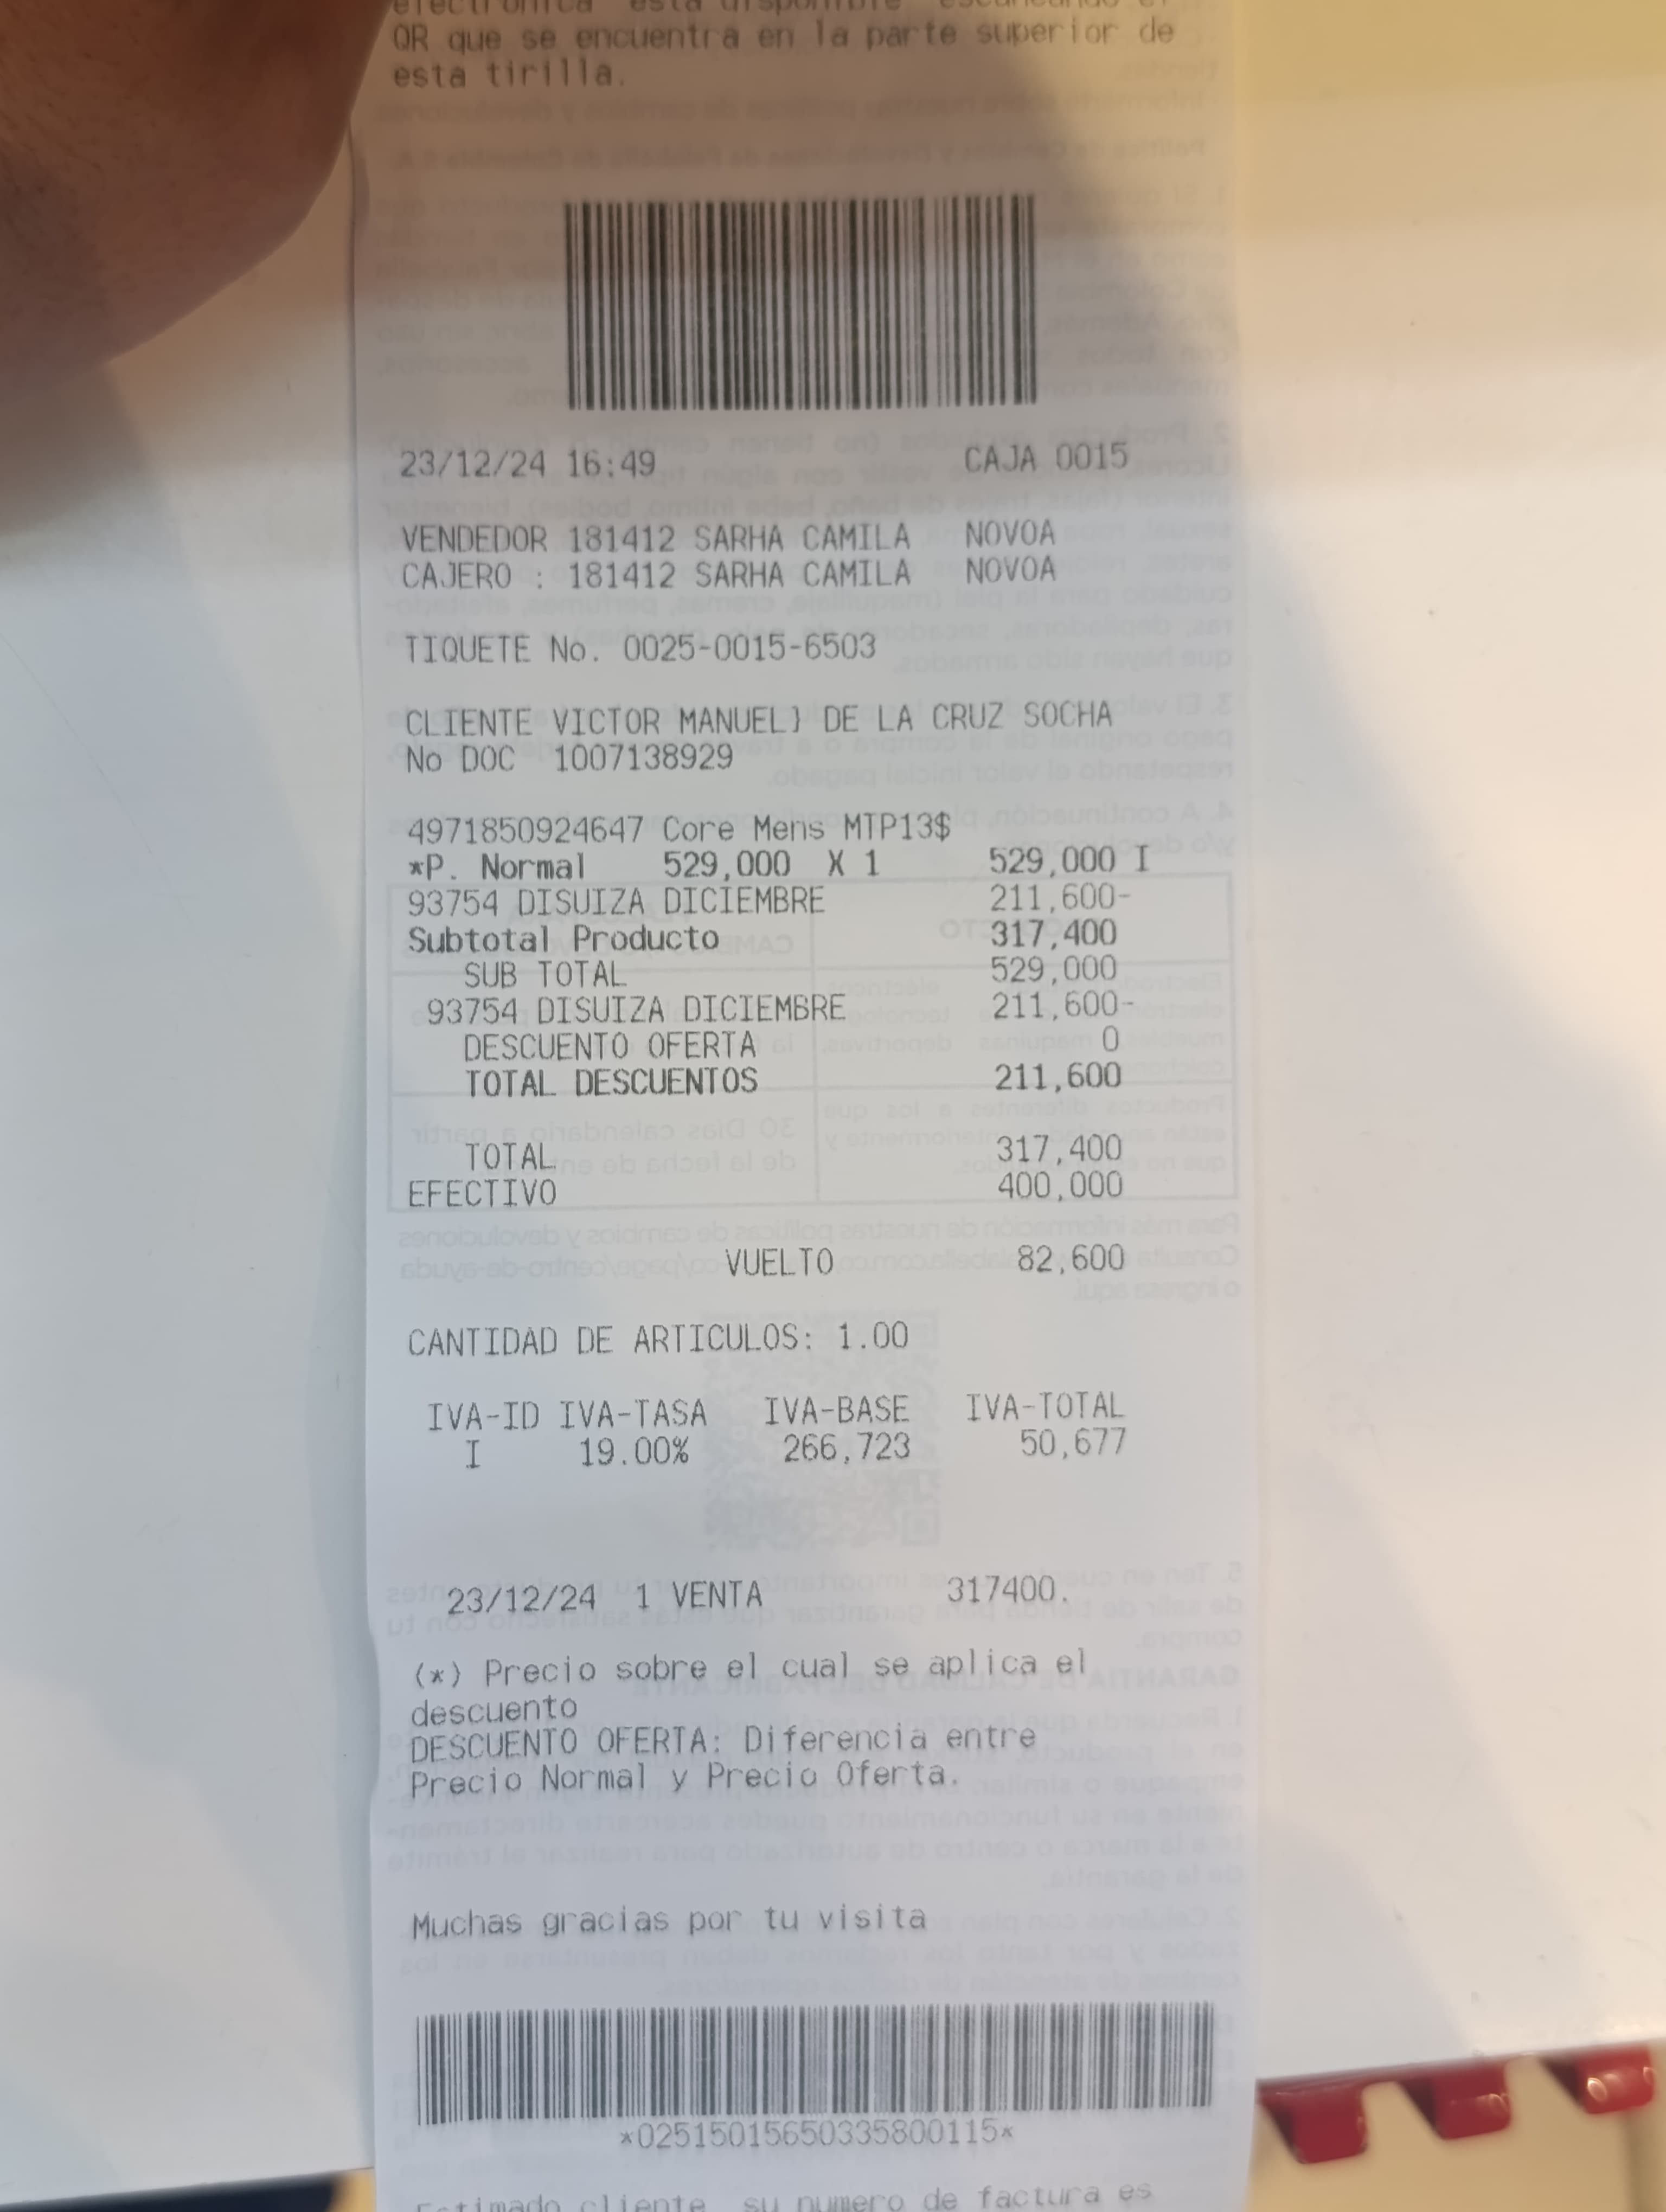 QR que se encuentra en la parte superior de
esta tirilla.
23/12/24 16:49 CAJA 0015
VENDEDOR 181412 SARHA CAMILA NOVOA
CAJERO : 181412 SARHA CAMILA NOVOA
TIQUETE No. 0025-0015-6503
CLIENTE VICTOR MANUEL} DE LA CRUZ SOCHA
No DOC 1007138929
4971850924647 Core Mens MTP13$
*P. Normal 529,000 X 1 529,000 I
93754 DISUIZA DICIEMBRE 211,600-
Subtotal Producto 317,400
SUB TOTAL 529,000
93754 DISUIZA DICIEMBRE 211,600-
DESCUENTO OFERTA 0
TOTAL DESCUENTOS 211,600
TOTAL 317,400
EFECTIVO 400,000
VUELTO 82,600
CANTIDAD DE ARTICULOS: 1.00
IVA-ID IVA-TASA IVA-BASE IVA-TOTAL
I 19.00% 266,723 50,677
23/12/24 1 VENTA 317400.
(*) Precio sobre el cual se aplica el
descuento
DESCUENTO OFERTA: Diferencia entre
Precio Normal y Precio Oferta.
Muchas gracias por tu visita
*02515015650335800115*
Estimado cliente, su numero de factura es